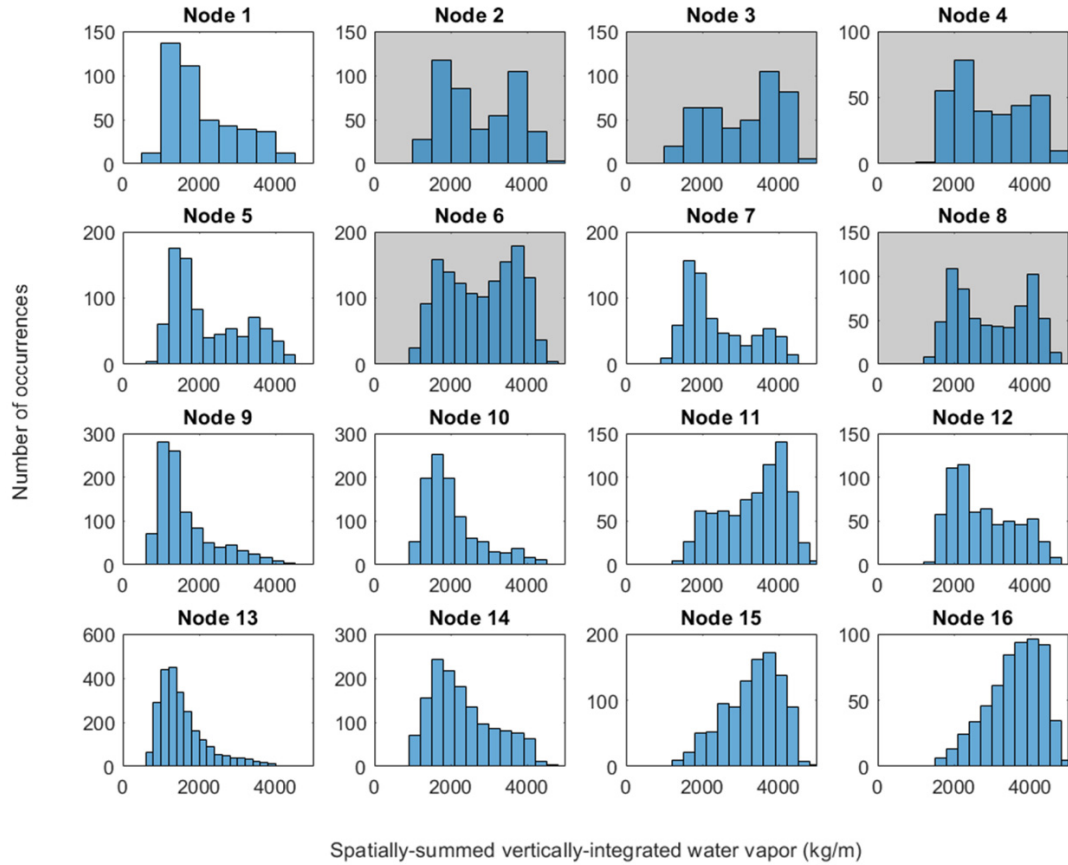 Node 1 Node 2 Node 3 Node 4
150 150 150 100
100 100 100
50 50 50 50
0 0 0 0
0 2000 4000 0 2000 4000 0 2000 4000 0 2000 4000
Node 5 Node 6 Node 7 Node 8
200 200 200 150
100 100 100 100
50
0 0 0 0
0 2000 4000 0 2000 4000 0 2000 4000 0 2000 4000
Node 9 Node 10 Node 11 Node 12
300 300 150 150
200 200 100 100
100 100 50 50
0 0 0 0
0 2000 4000 0 2000 4000 0 2000 4000 0 2000 4000
Node 13 Node 14 Node 15 Node 16
600 300 200 100
400 200 100 50
200 100
0 0 0 0
0 2000 4000 0 2000 4000 0 2000 4000 0 2000 4000
Number of occurrences
Spatially-summed vertically-integrated water vapor (kg/m)